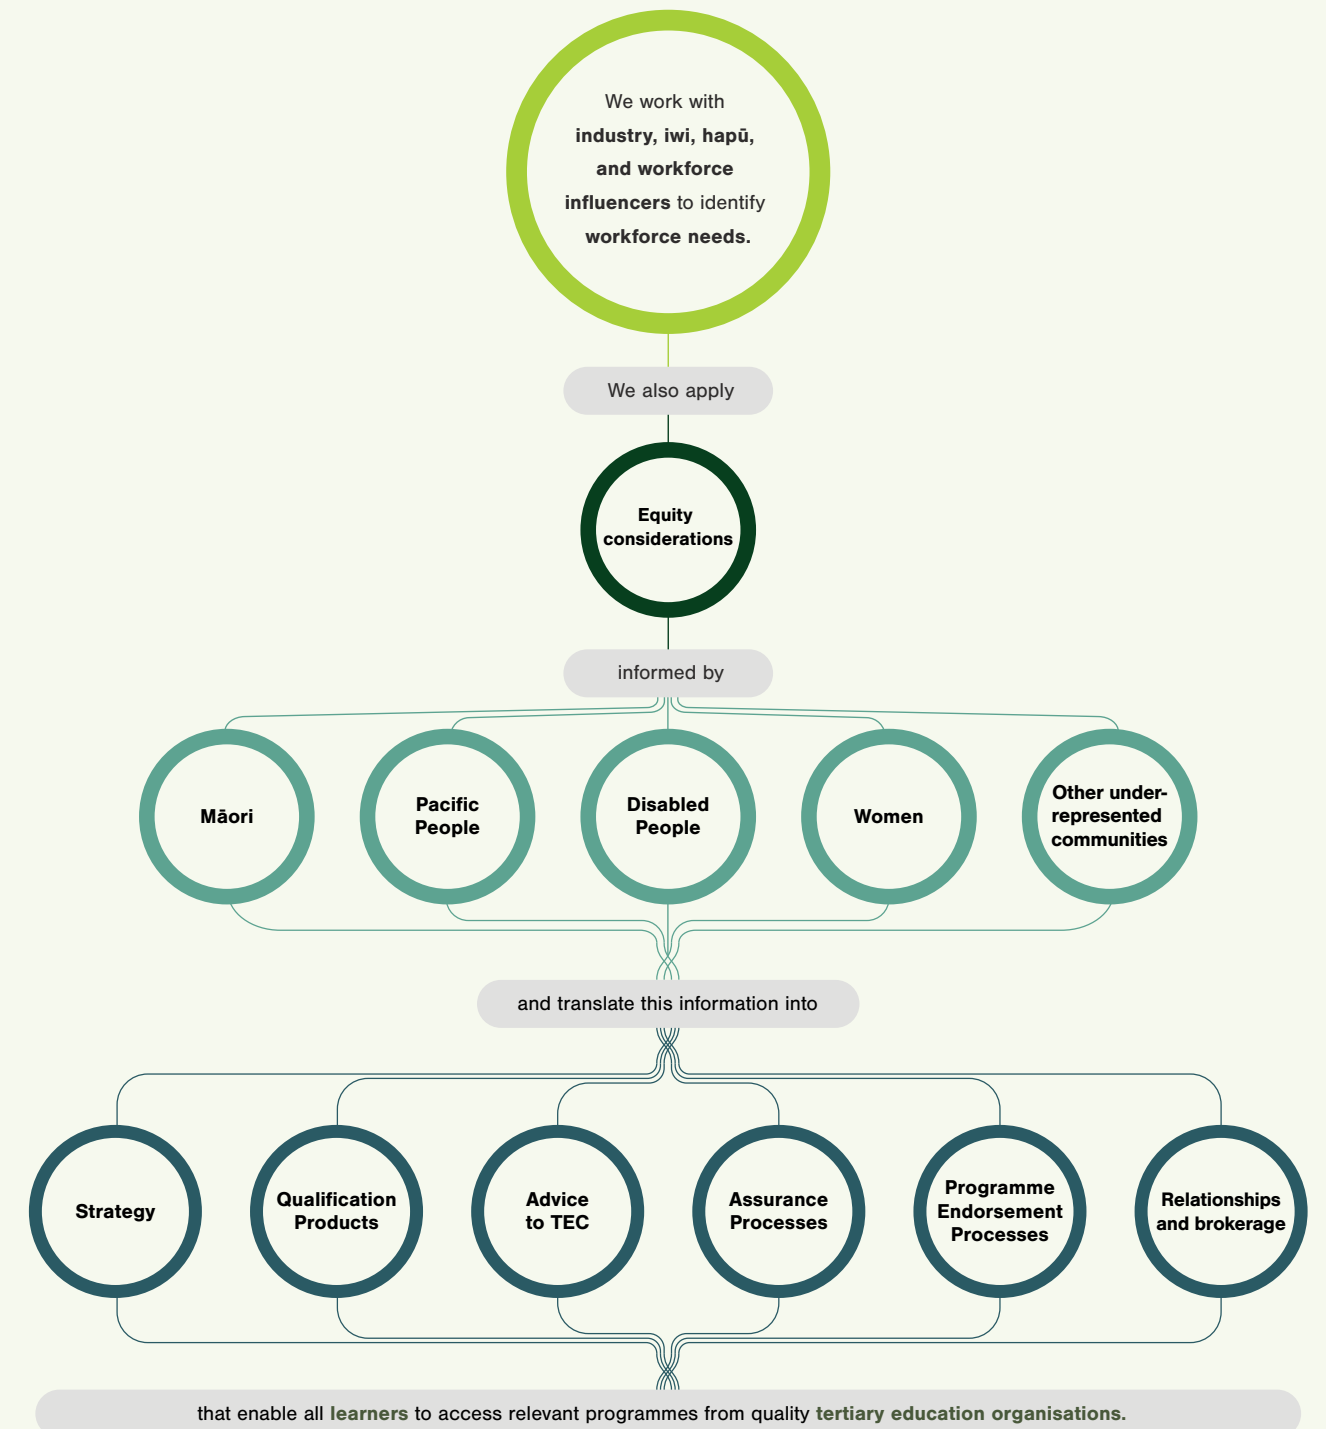 We work with
industry, iwi, hapū,
and workforce
influencers to identify
workforce needs.
We also apply
Equity
considerations
informed by
Māori
Pacific
People
Disabled
People
Women
Other under-
represented
communities
and translate this information into
Strategy
Qualification
Products
Advice
to TEC
Assurance
Processes
Programme
Endorsement
Processes
Relationships
and brokerage
that enable all learners to access relevant programmes from quality tertiary education organisations.